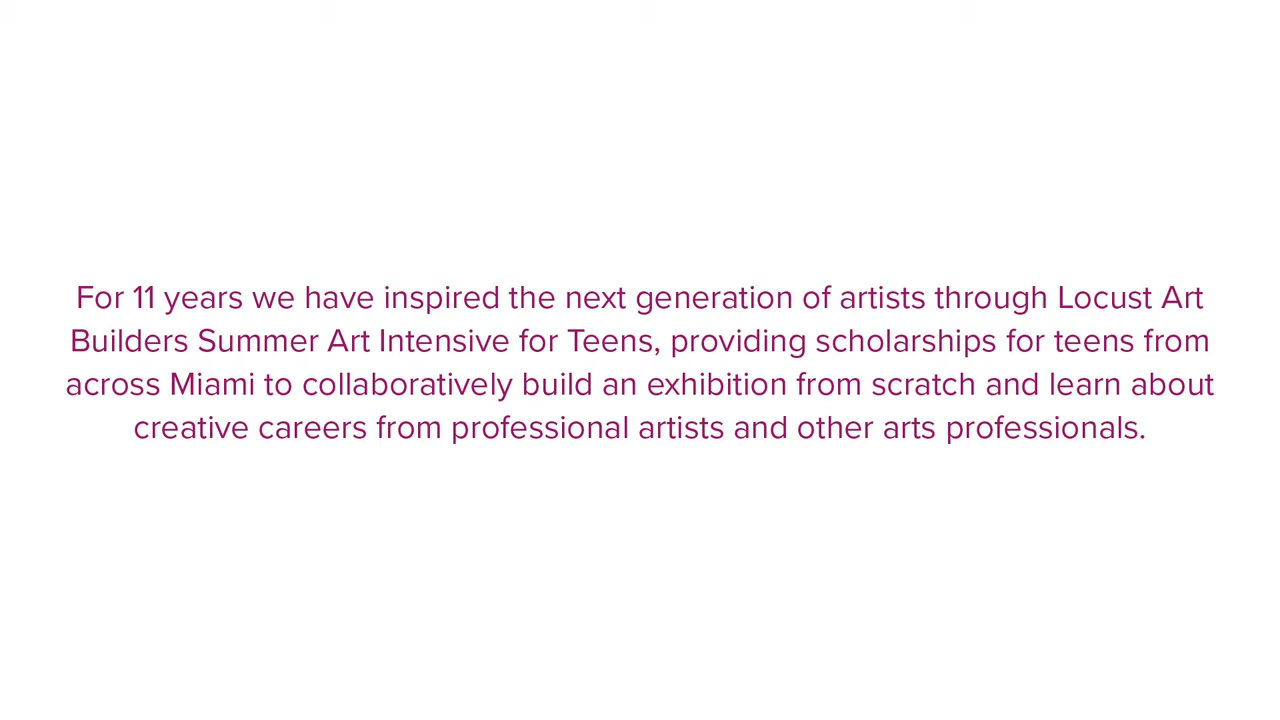 For 11 years we have inspired the next generation of artists through Locust Art
Builders Summer Art Intensive for Teens, providing scholarships for teens from
across Miami to collaboratively build an exhibition from scratch and learn about
creative careers from professional artists and other arts professionals.